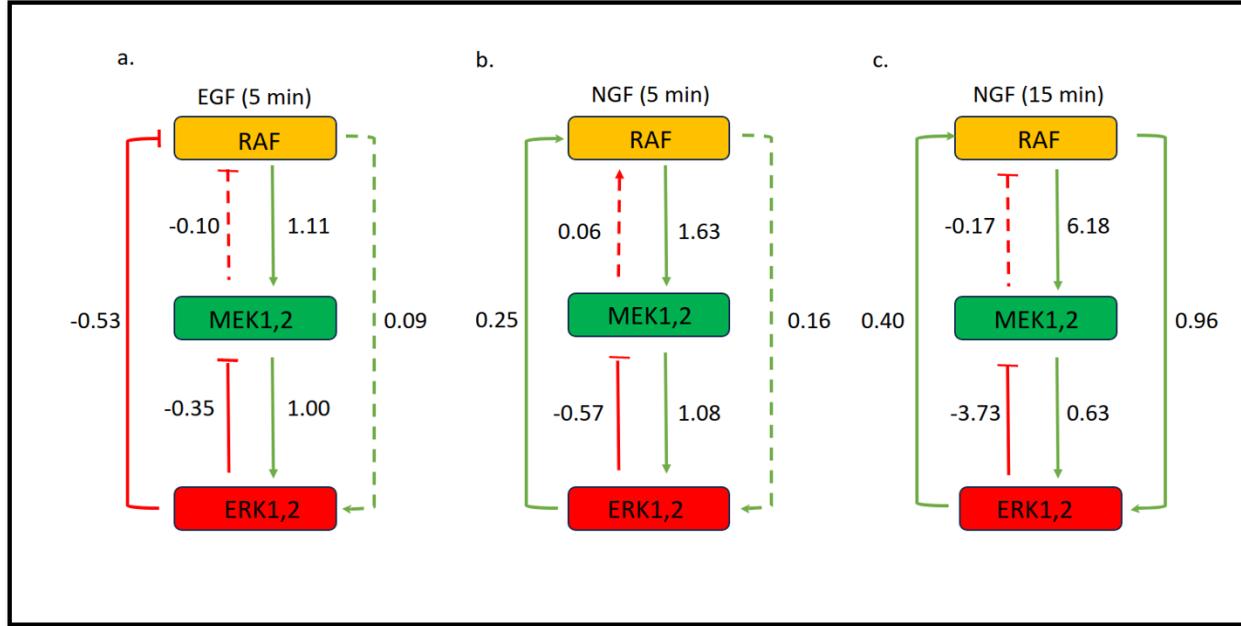 a.
EGF (5 min)
RAF
-0.10
1.11
MEK1,2
-0.53
0.09
-0.35
1.00
ERK1,2
b.
NGF (5 min)
RAF
0.06
1.63
MEK1,2
0.25
0.16
-0.57
1.08
ERK1,2
c.
NGF (15 min)
RAF
-0.17
6.18
MEK1,2
0.40
0.96
-3.73
0.63
ERK1,2